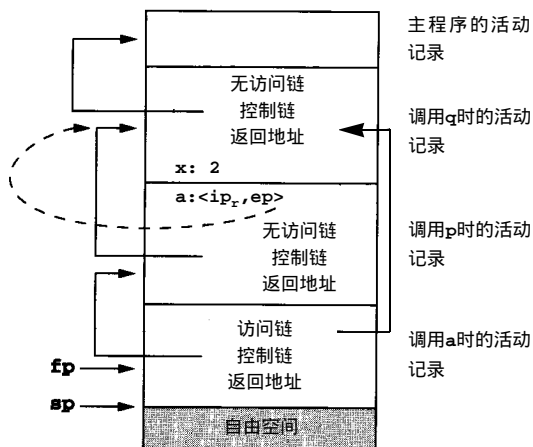 主程序的活动
记录
无访问链
控制链
返回地址
x: 2
调用q时的活动
记录
a:<ipr,ep>
无访问链
控制链
返回地址
调用p时的活动
记录
访问链
控制链
返回地址
调用a时的活动
记录
fp
sp
自由空间